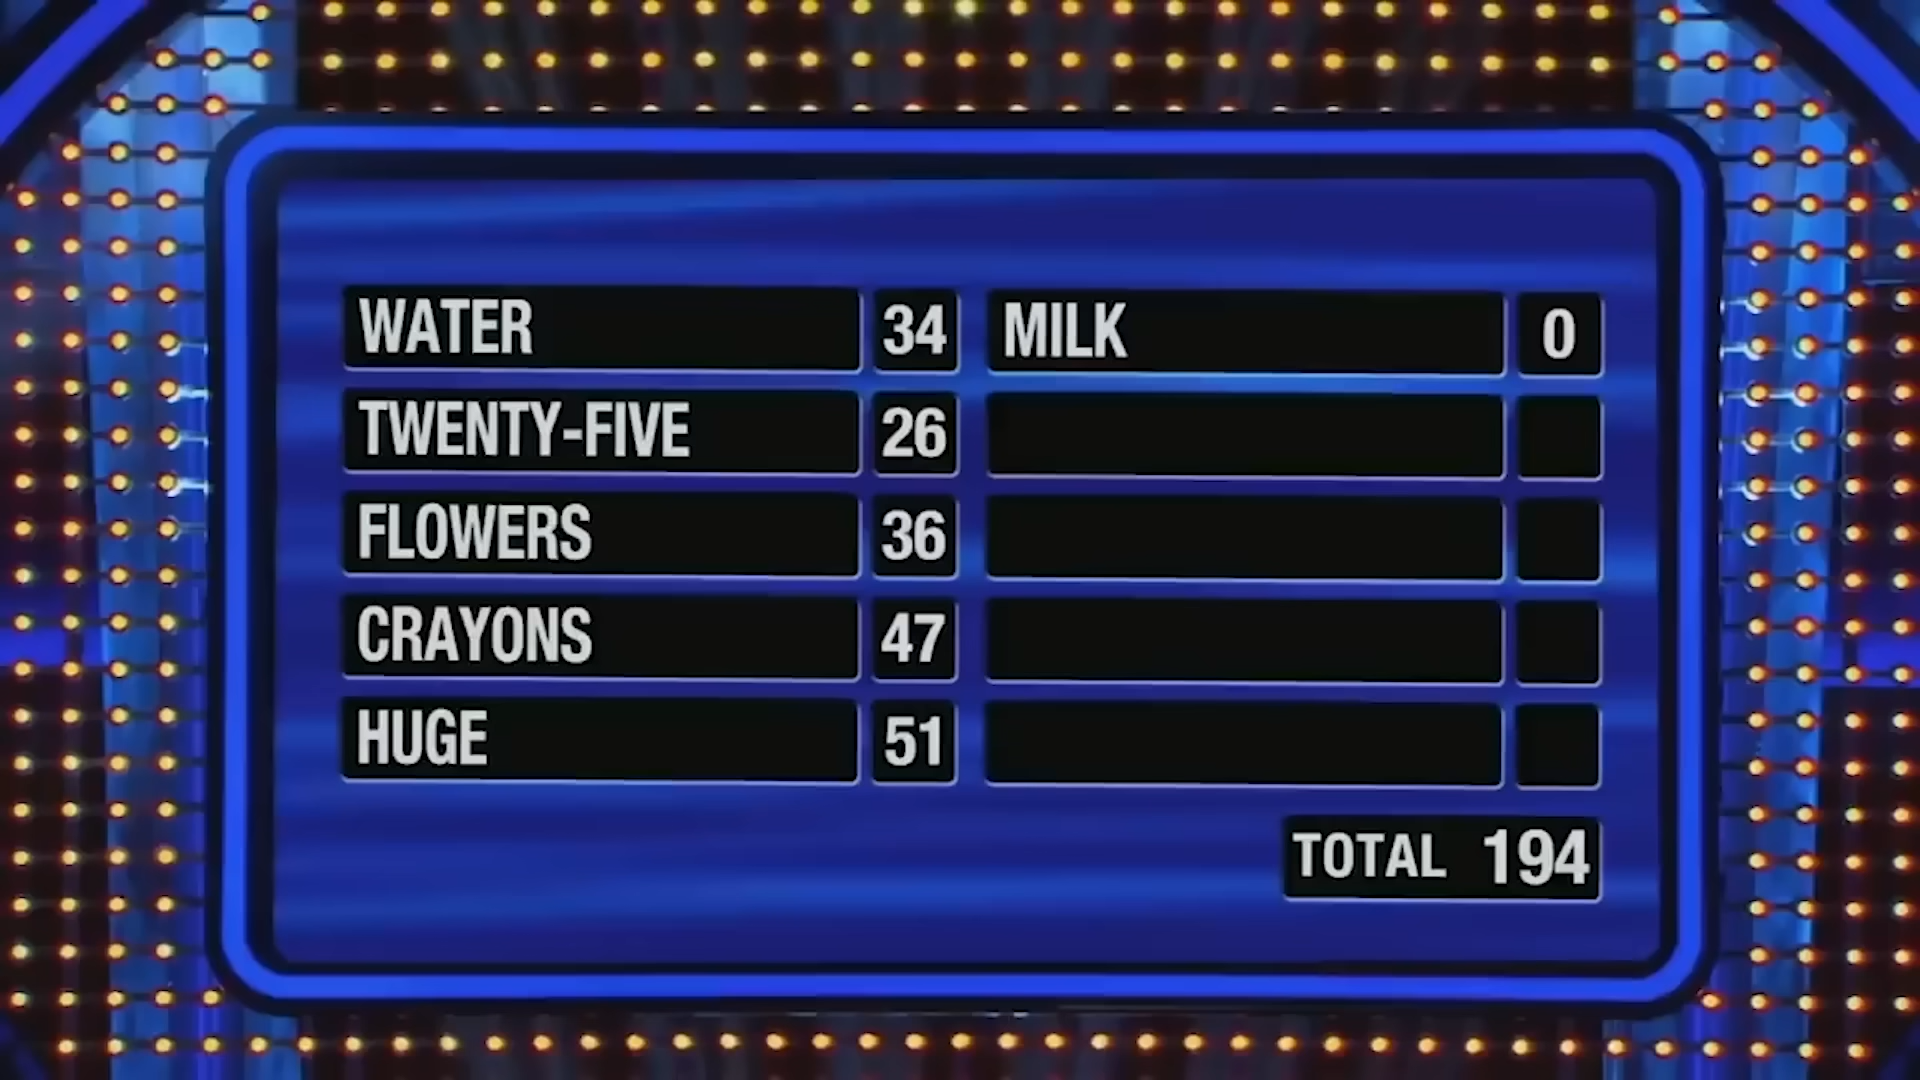 WATER 34
TWENTY-FIVE 26
FLOWERS 36
CRAYONS 47
HUGE 51
MILK 0
TOTAL 194